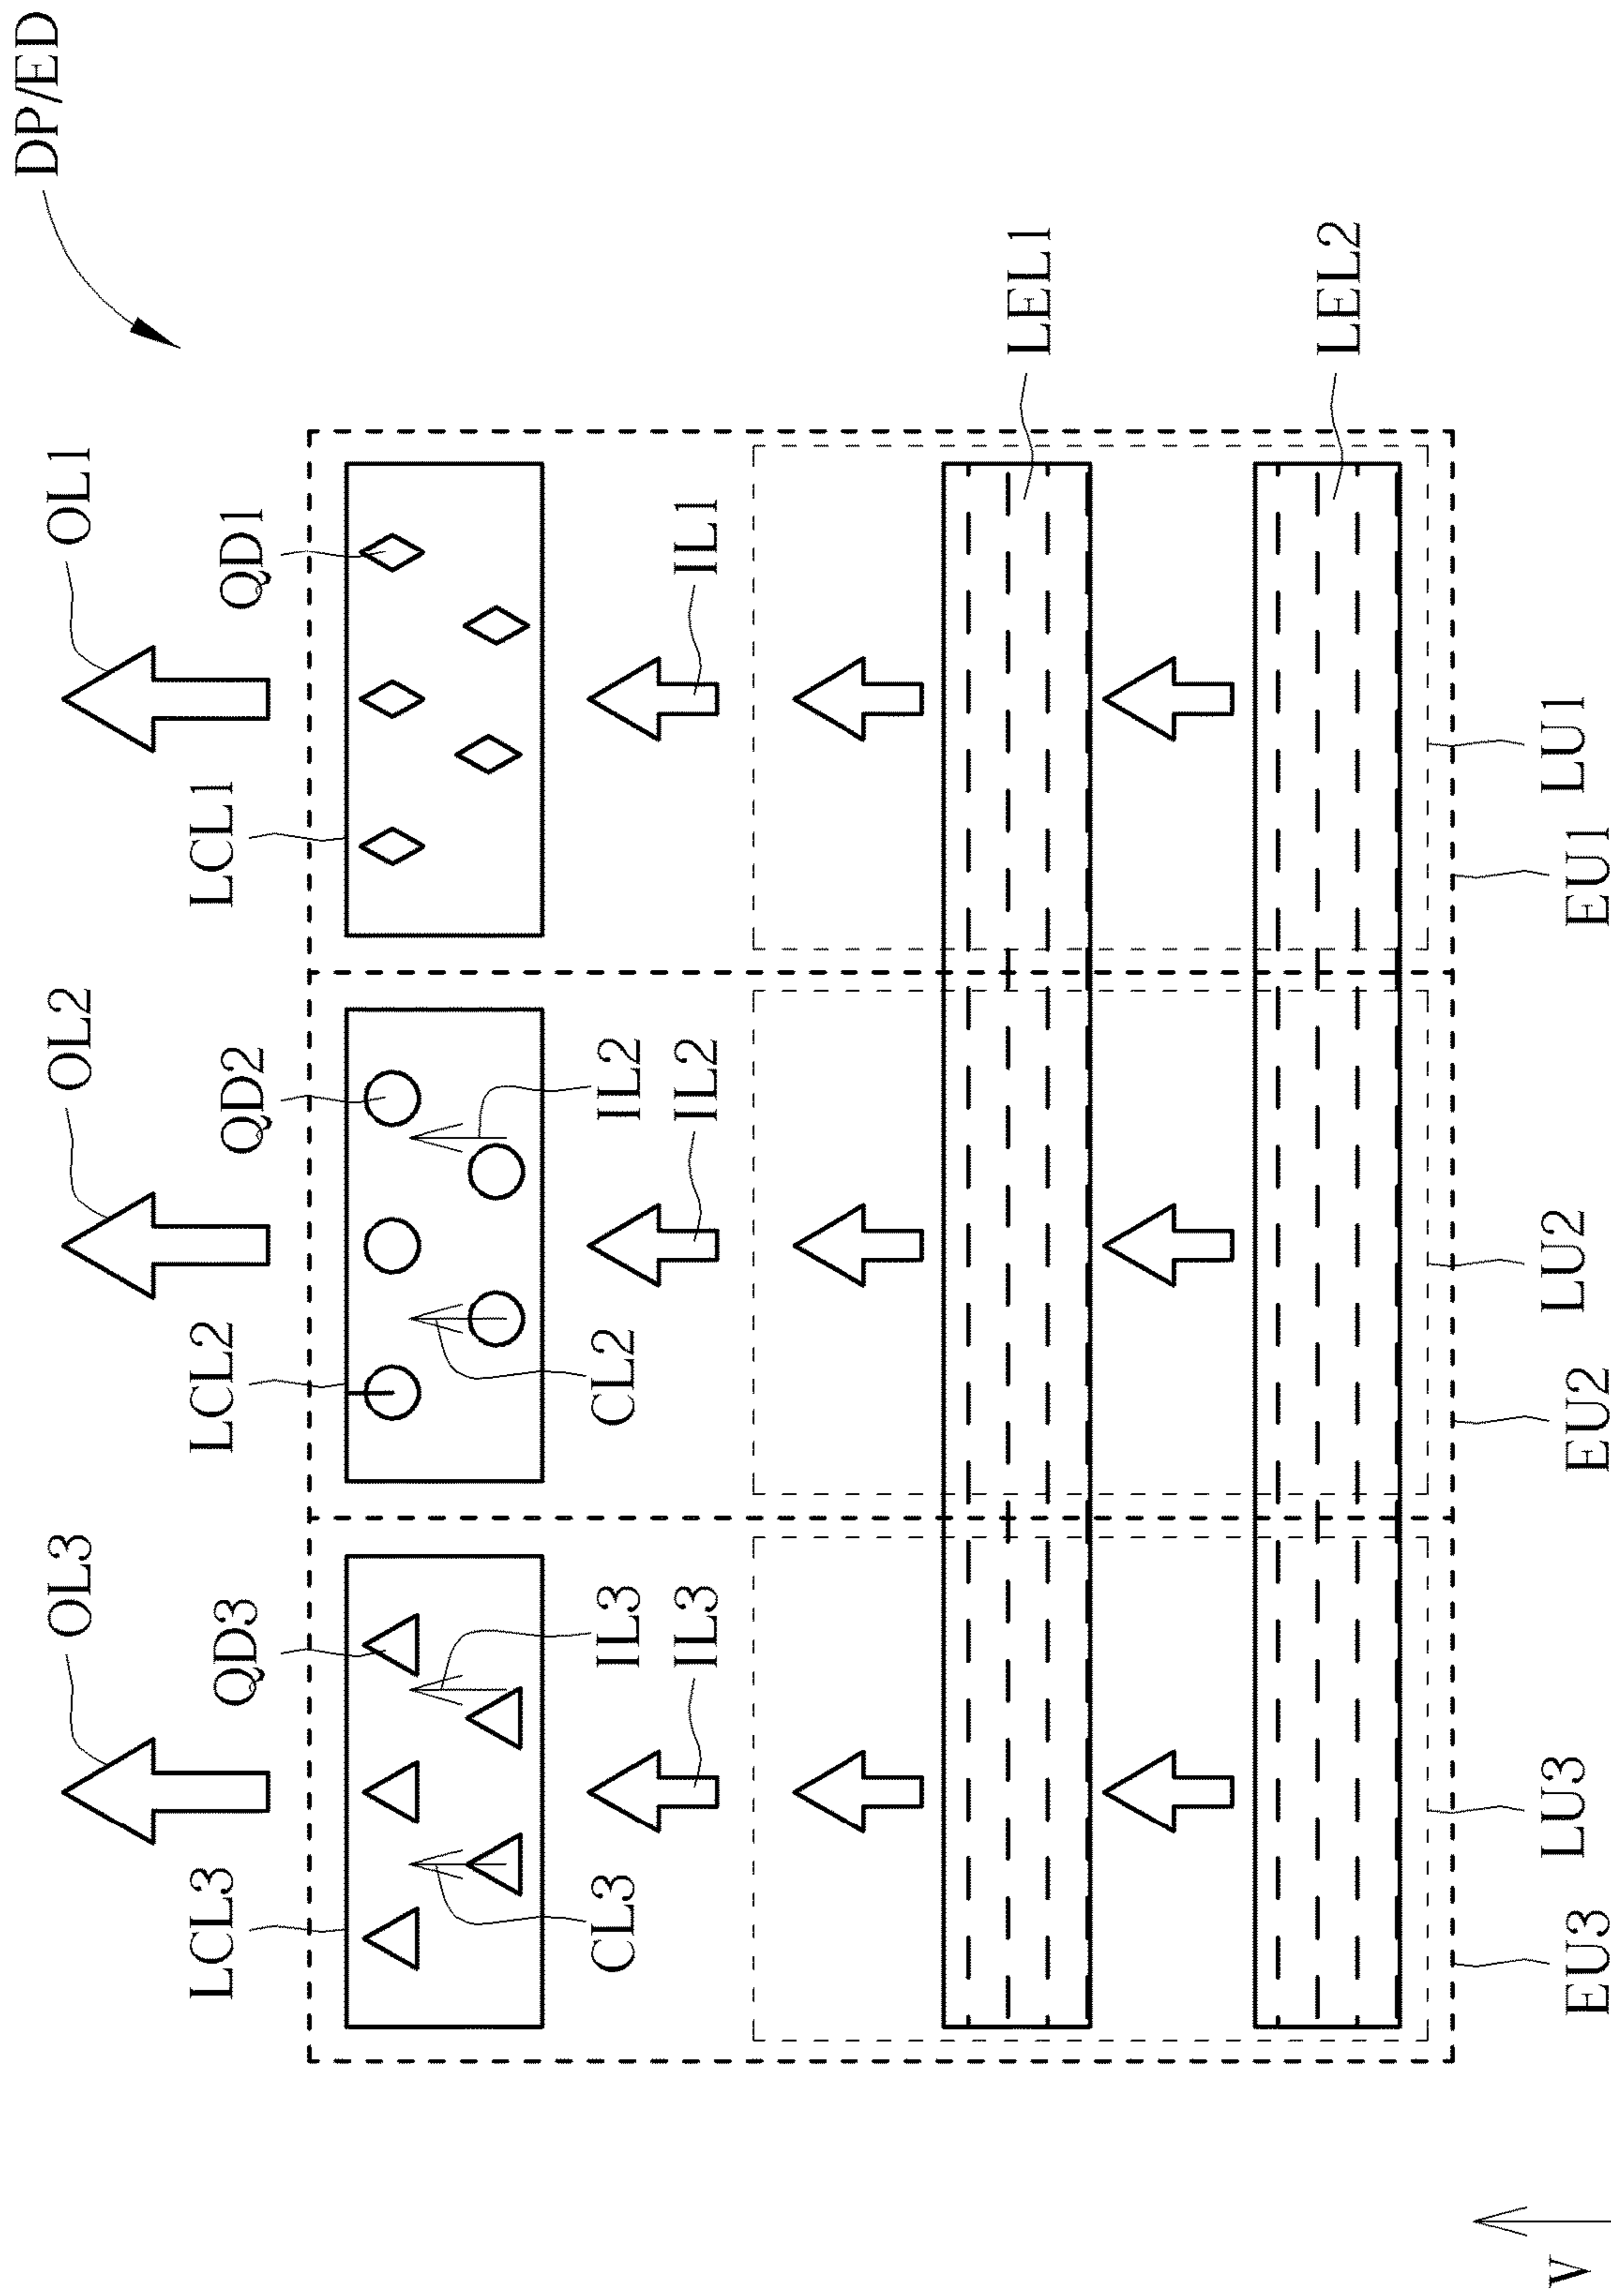 DP/ED
OL3
OL2
OL1
LCL3
QD3
LCL2
QD2
LCL1
QD1
CL3
IL3
CL2
IL2
IL3
IL2
IL1
LEL1
LEL2
LU3
LU2
LU1
EU3
EU2
EU1
V